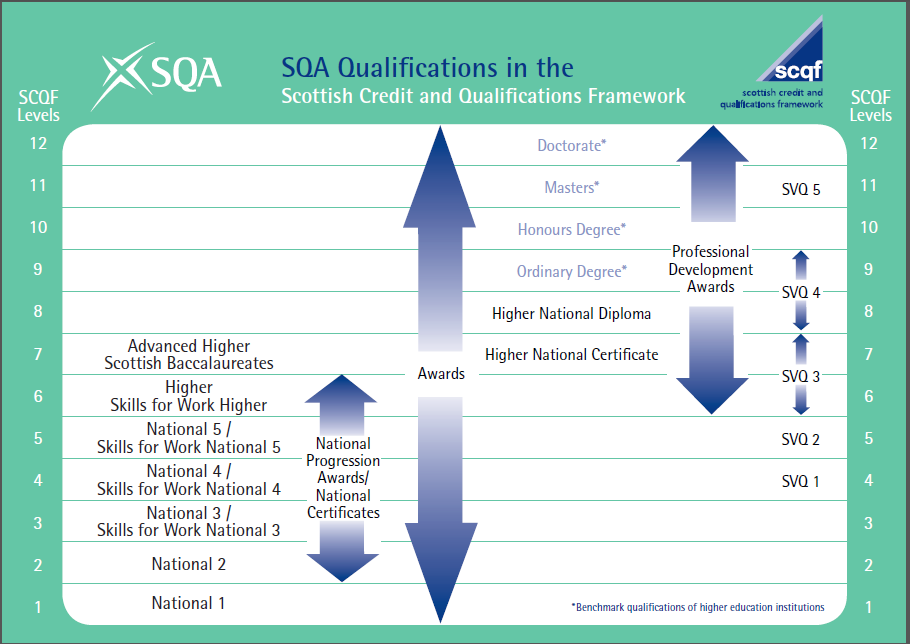 SQA
SQA Qualifications in the
Scottish Credit and Qualifications Framework
scqf
scottish credit and
qualifications framework
SCQF
Levels
SCQF
Levels
12
Doctorate*
12
11
Masters*
SVQ 5
11
10
Honours Degree*
10
9
Ordinary Degree*
Professional
Development
Awards
9
SVQ 4
8
Higher National Diploma
8
7
Advanced Higher
Scottish Baccalaureates
Higher National Certificate
7
Awards
SVQ 3
6
Higher
Skills for Work Higher
6
5
National 5 /
Skills for Work National 5
SVQ 2
5
National
Progression
Awards/
National
Certificates
4
National 4 /
Skills for Work National 4
SVQ 1
4
3
National 3 /
Skills for Work National 3
3
2
National 2
2
1
National 1
*Benchmark qualifications of higher education institutions
1